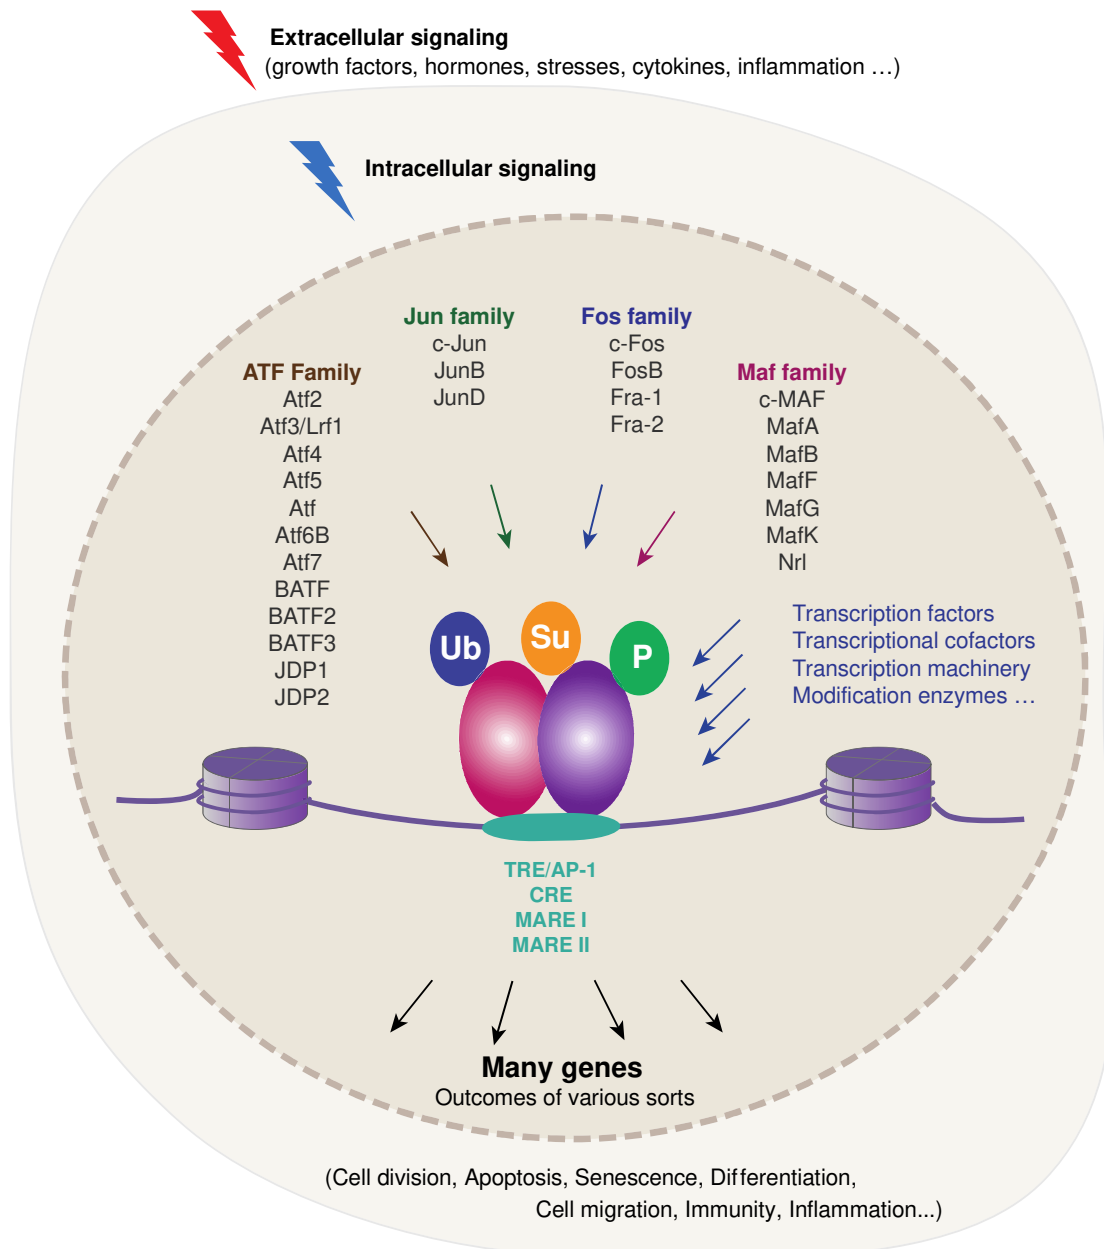 Extracellular signaling
(growth factors, hormones, stresses, cytokines, inflammation …)
Intracellular signaling
Jun family
c-Jun
JunB
JunD
Fos family
c-Fos
FosB
Fra-1
Fra-2
ATF Family
Atf2
Atf3/Lrf1
Atf4
Atf5
Atf
Atf6B
Atf7
BATF
BATF2
BATF3
JDP1
JDP2
Maf family
c-MAF
MafA
MafB
MafF
MafG
MafK
Nrl
Transcription factors
Transcriptional cofactors
Transcription machinery
Modification enzymes …
Ub
Su
P
TRE/AP-1
CRE
MARE I
MARE II
Many genes
Outcomes of various sorts
(Cell division, Apoptosis, Senescence, Differentiation,
Cell migration, Immunity, Inflammation...)